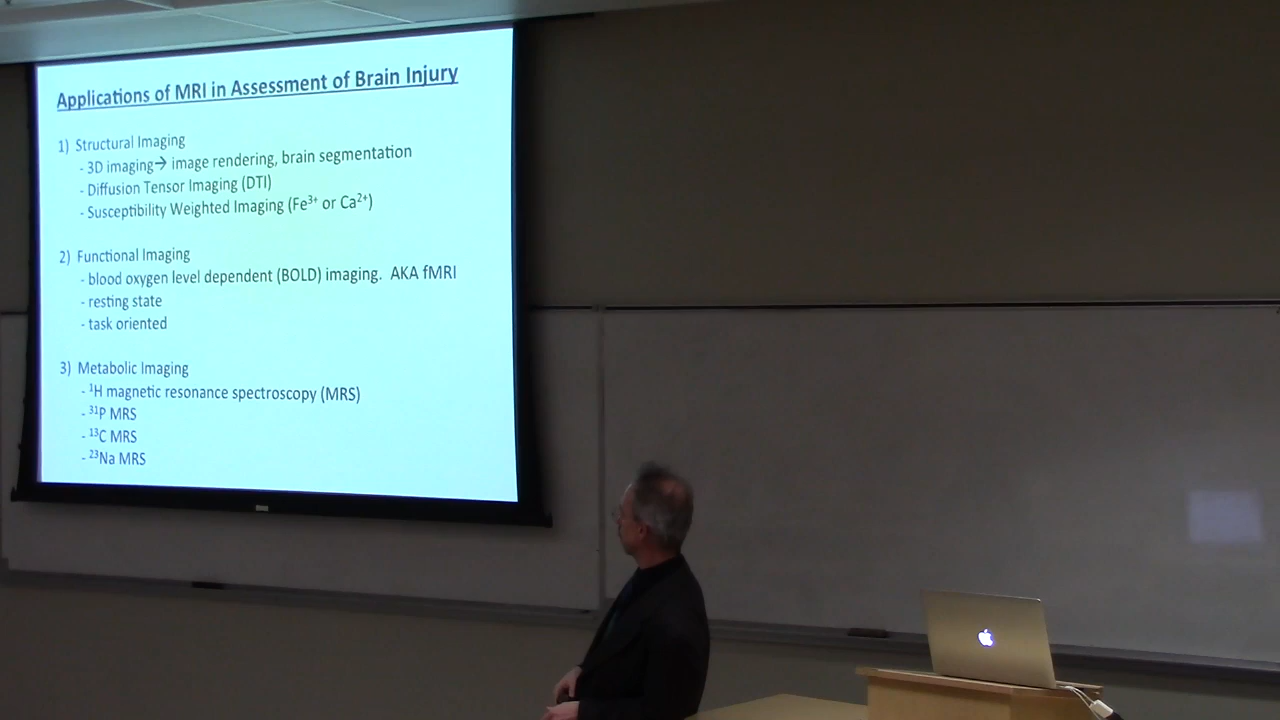 Applications of MRI in Assessment of Brain Injury
1) Structural Imaging
- 3D imaging→ image rendering, brain segmentation
- Diffusion Tensor Imaging (DTI)
- Susceptibility Weighted Imaging (Fe³⁺ or Ca²⁺)
2) Functional Imaging
- blood oxygen level dependent (BOLD) imaging. AKA fMRI
- resting state
- task oriented
3) Metabolic Imaging
- ¹H magnetic resonance spectroscopy (MRS)
- ³¹P MRS
- ¹³C MRS
- ²³Na MRS